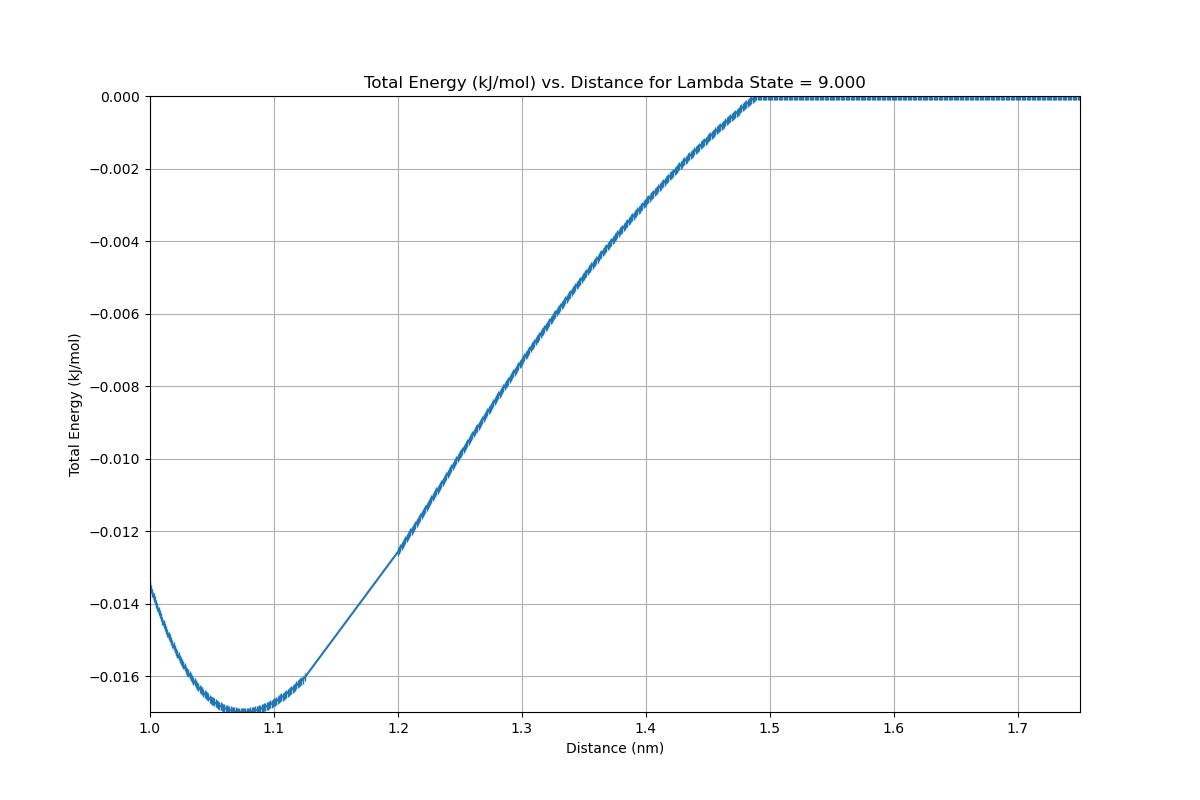 Total Energy (kJ/mol) vs. Distance for Lambda State = 9.000
0.000
−0.002
−0.004
−0.006
−0.008
−0.010
−0.012
−0.014
−0.016
Total Energy (kJ/mol)
1.0 1.1 1.2 1.3 1.4 1.5 1.6 1.7
Distance (nm)